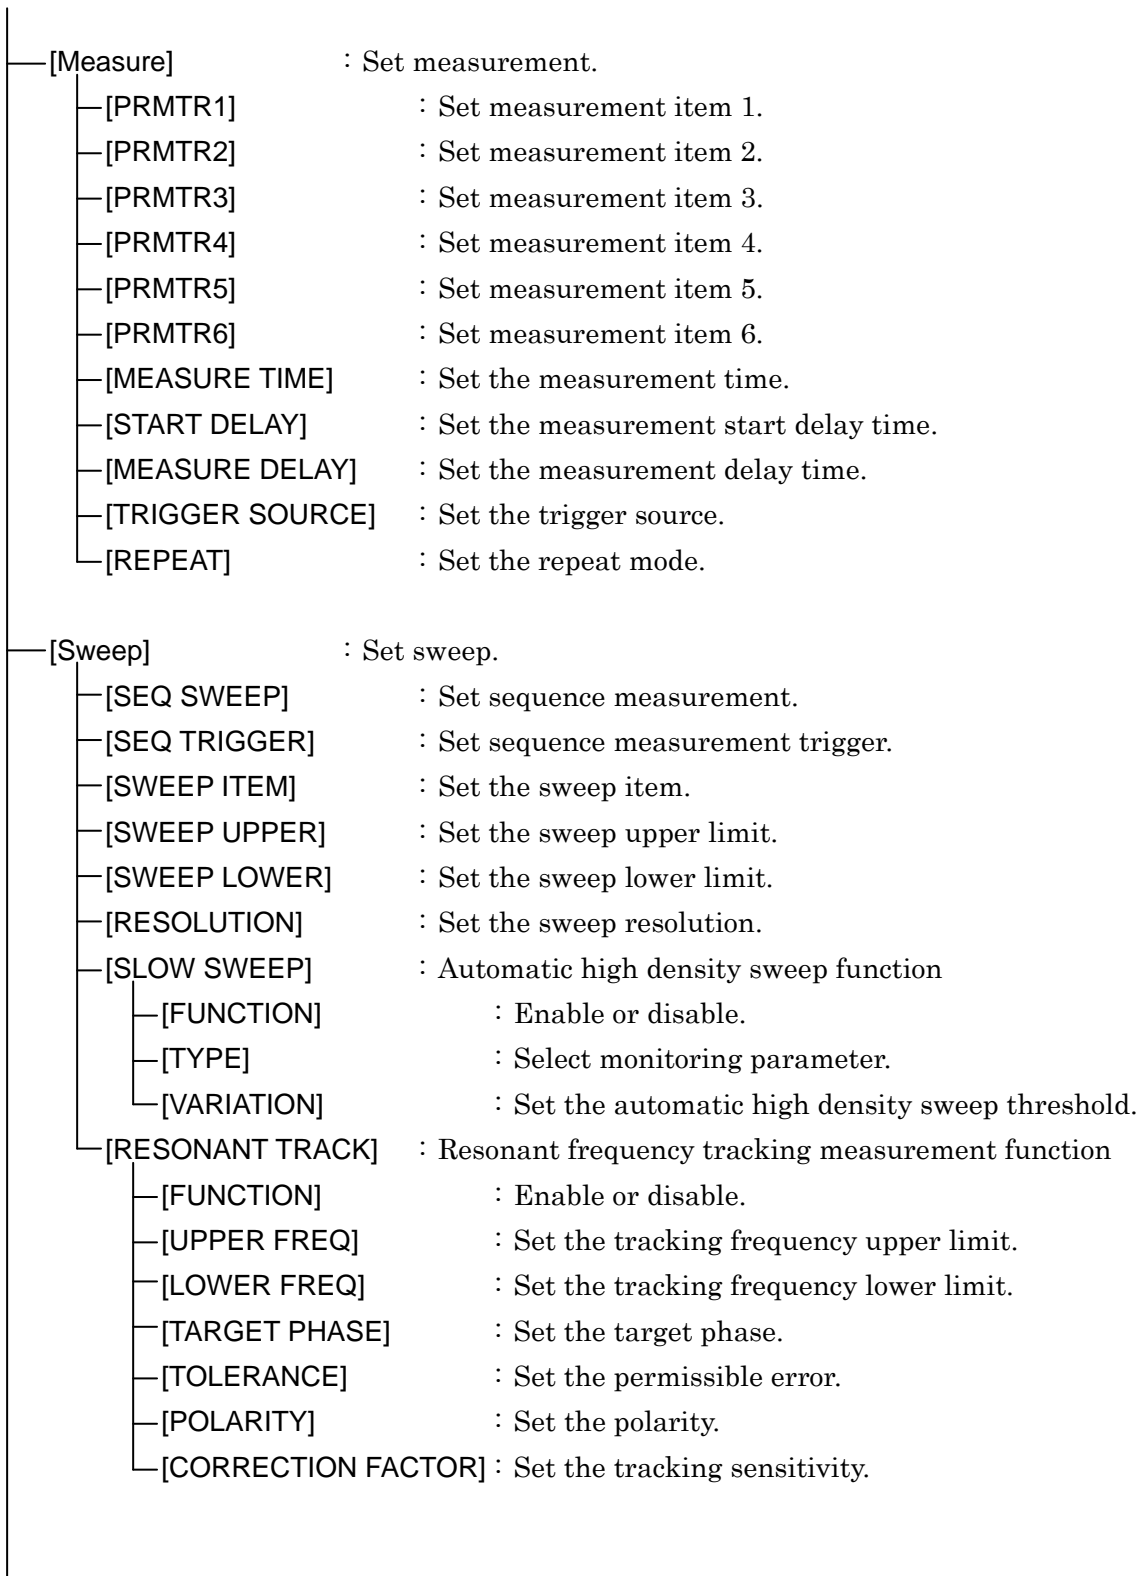 [Measure] : Set measurement.
[PRMTR1] : Set measurement item 1.
[PRMTR2] : Set measurement item 2.
[PRMTR3] : Set measurement item 3.
[PRMTR4] : Set measurement item 4.
[PRMTR5] : Set measurement item 5.
[PRMTR6] : Set measurement item 6.
[MEASURE TIME] : Set the measurement time.
[START DELAY] : Set the measurement start delay time.
[MEASURE DELAY] : Set the measurement delay time.
[TRIGGER SOURCE] : Set the trigger source.
[REPEAT] : Set the repeat mode.
[Sweep] : Set sweep.
[SEQ SWEEP] : Set sequence measurement.
[SEQ TRIGGER] : Set sequence measurement trigger.
[SWEEP ITEM] : Set the sweep item.
[SWEEP UPPER] : Set the sweep upper limit.
[SWEEP LOWER] : Set the sweep lower limit.
[RESOLUTION] : Set the sweep resolution.
[SLOW SWEEP] : Automatic high density sweep function
[FUNCTION] : Enable or disable.
[TYPE] : Select monitoring parameter.
[VARIATION] : Set the automatic high density sweep threshold.
[RESONANT TRACK] : Resonant frequency tracking measurement function
[FUNCTION] : Enable or disable.
[UPPER FREQ] : Set the tracking frequency upper limit.
[LOWER FREQ] : Set the tracking frequency lower limit.
[TARGET PHASE] : Set the target phase.
[TOLERANCE] : Set the permissible error.
[POLARITY] : Set the polarity.
[CORRECTION FACTOR] : Set the tracking sensitivity.